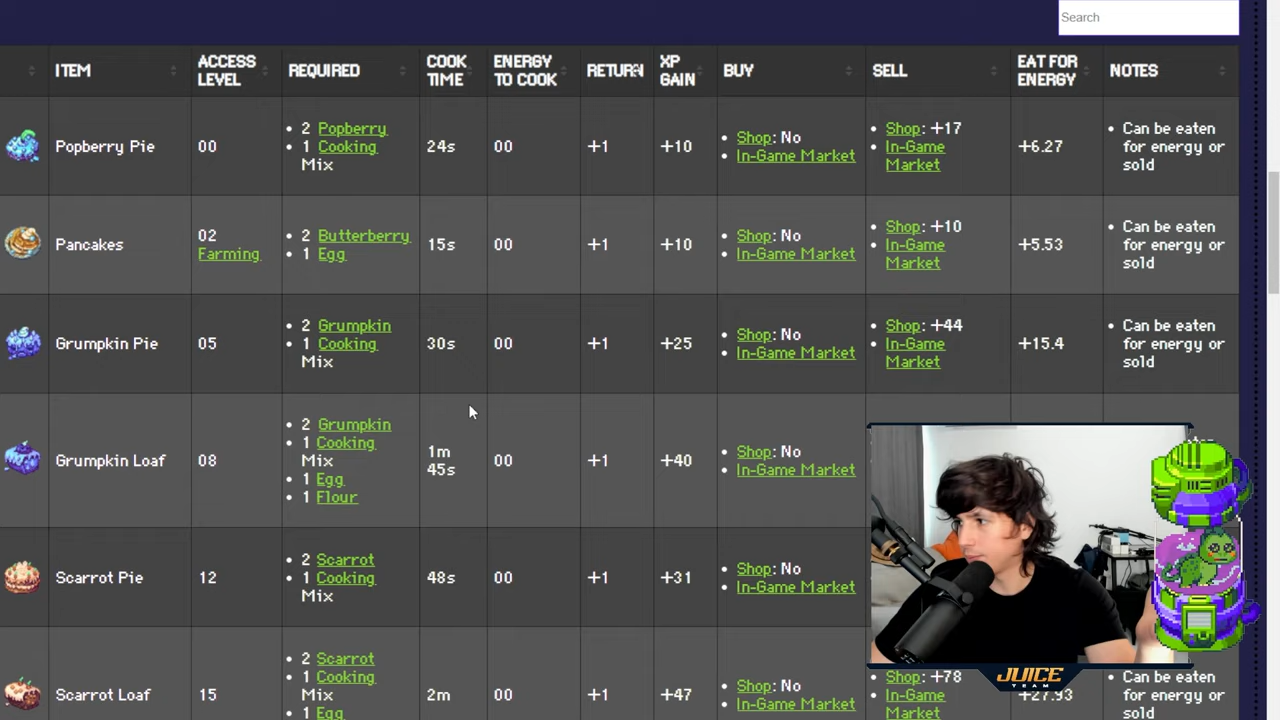 Search
ITEM
ACCESS
LEVEL
REQUIRED
COOK
TIME
ENERGY
TO COOK
RETURN
XP
GAIN
BUY
SELL
EAT FOR
ENERGY
NOTES
Popberry Pie
00
2 Popberry
1 Cooking
Mix
24s
00
+1
+10
Shop: No
In-Game Market
Shop: +17
In-Game
Market
+6.27
Can be eaten
for energy or
sold
Pancakes
02
Farming
2 Butterberry
1 Egg
15s
00
+1
+10
Shop: No
In-Game Market
Shop: +10
In-Game
Market
+5.53
Can be eaten
for energy or
sold
Grumpkin Pie
05
2 Grumpkin
1 Cooking
Mix
30s
00
+1
+25
Shop: No
In-Game Market
Shop: +44
In-Game
Market
+15.4
Can be eaten
for energy or
sold
Grumpkin Loaf
08
2 Grumpkin
1 Cooking
Mix
1 Egg
1 Flour
1m
45s
00
+1
+40
Shop: No
In-Game Market
Scarrot Pie
12
2 Scarrot
1 Cooking
Mix
48s
00
+1
+31
Shop: No
In-Game Market
Scarrot Loaf
15
2 Scarrot
1 Cooking
Mix
1 Egg
2m
00
+1
+47
Shop: No
In-Game Market
Shop: +78
In-Game
Market
+27.93
Can be eaten
for energy or
sold
JUICE
TEAM